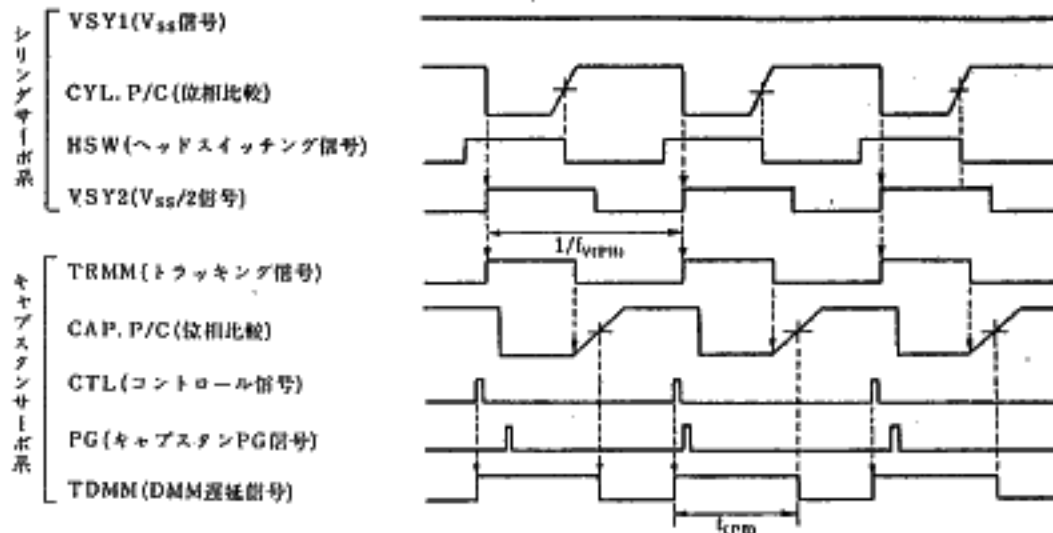 シリンダサーボ系
VSY1(Vss信号)
CYL. P/C(位相比較)
HSW(ヘッドスイッチング信号)
VSY2(Vss/2信号)
キャプスタンサーボ系
TRMM(トラッキング信号)
CAP. P/C(位相比較)
CTL(コントロール信号)
PG(キャプスタンPG信号)
TDMM(DMM遅延信号)